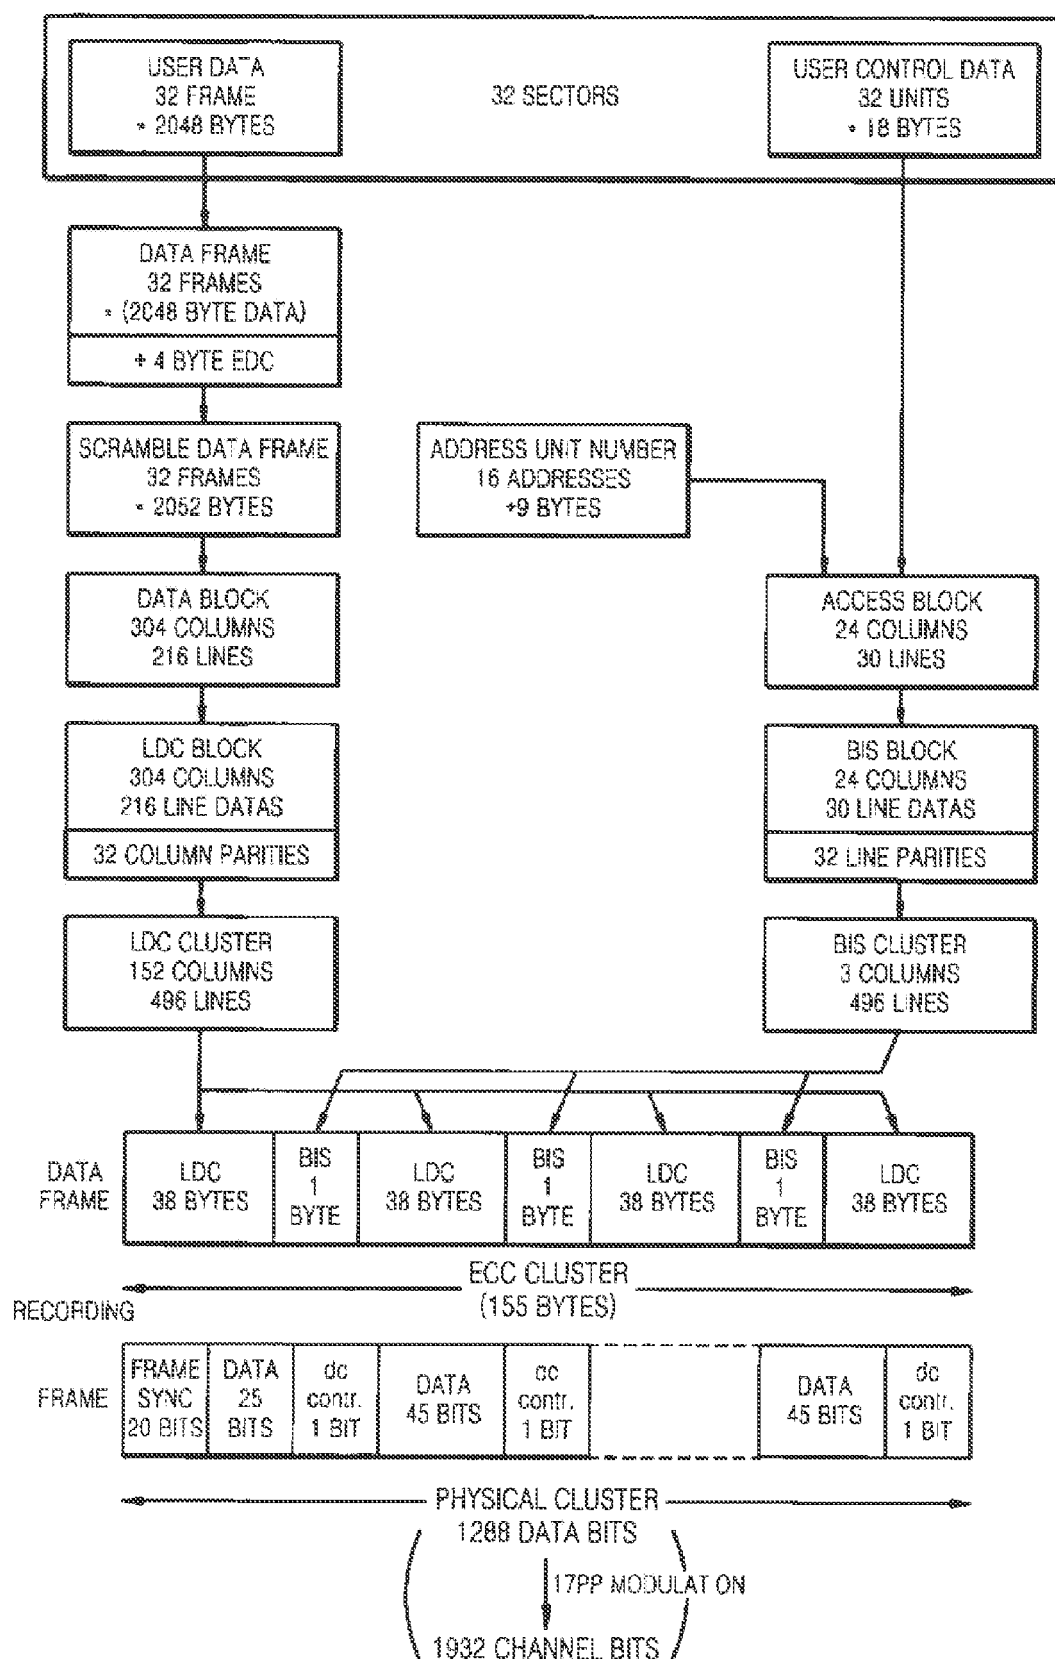 USER DATA
32 FRAME
* 2048 BYTES
32 SECTORS
USER CONTROL DATA
32 UNITS
* 18 BYTES
DATA FRAME
32 FRAMES
* (2048 BYTE DATA)
+ 4 BYTE EDC
SCRAMBLE DATA FRAME
32 FRAMES
* 2052 BYTES
ADDRESS UNIT NUMBER
16 ADDRESSES
+9 BYTES
DATA BLOCK
304 COLUMNS
216 LINES
ACCESS BLOCK
24 COLUMNS
30 LINES
LDC BLOCK
304 COLUMNS
216 LINE DATAS
32 COLUMN PARITIES
BIS BLOCK
24 COLUMNS
30 LINE DATAS
32 LINE PARITIES
LDC CLUSTER
152 COLUMNS
496 LINES
BIS CLUSTER
3 COLUMNS
496 LINES
DATA
FRAME
LDC
38 BYTES
BIS
1
BYTE
LDC
38 BYTES
BIS
1
BYTE
LDC
38 BYTES
BIS
1
BYTE
LDC
38 BYTES
ECC CLUSTER
(155 BYTES)
RECORDING
FRAME
FRAME
SYNC
20 BITS
DATA
25
BITS
dc
contr.
1 BIT
DATA
45 BITS
dc
contr.
1 BIT
DATA
45 BITS
dc
contr.
1 BIT
PHYSICAL CLUSTER
1288 DATA BITS
17PP MODULATION
1932 CHANNEL BITS